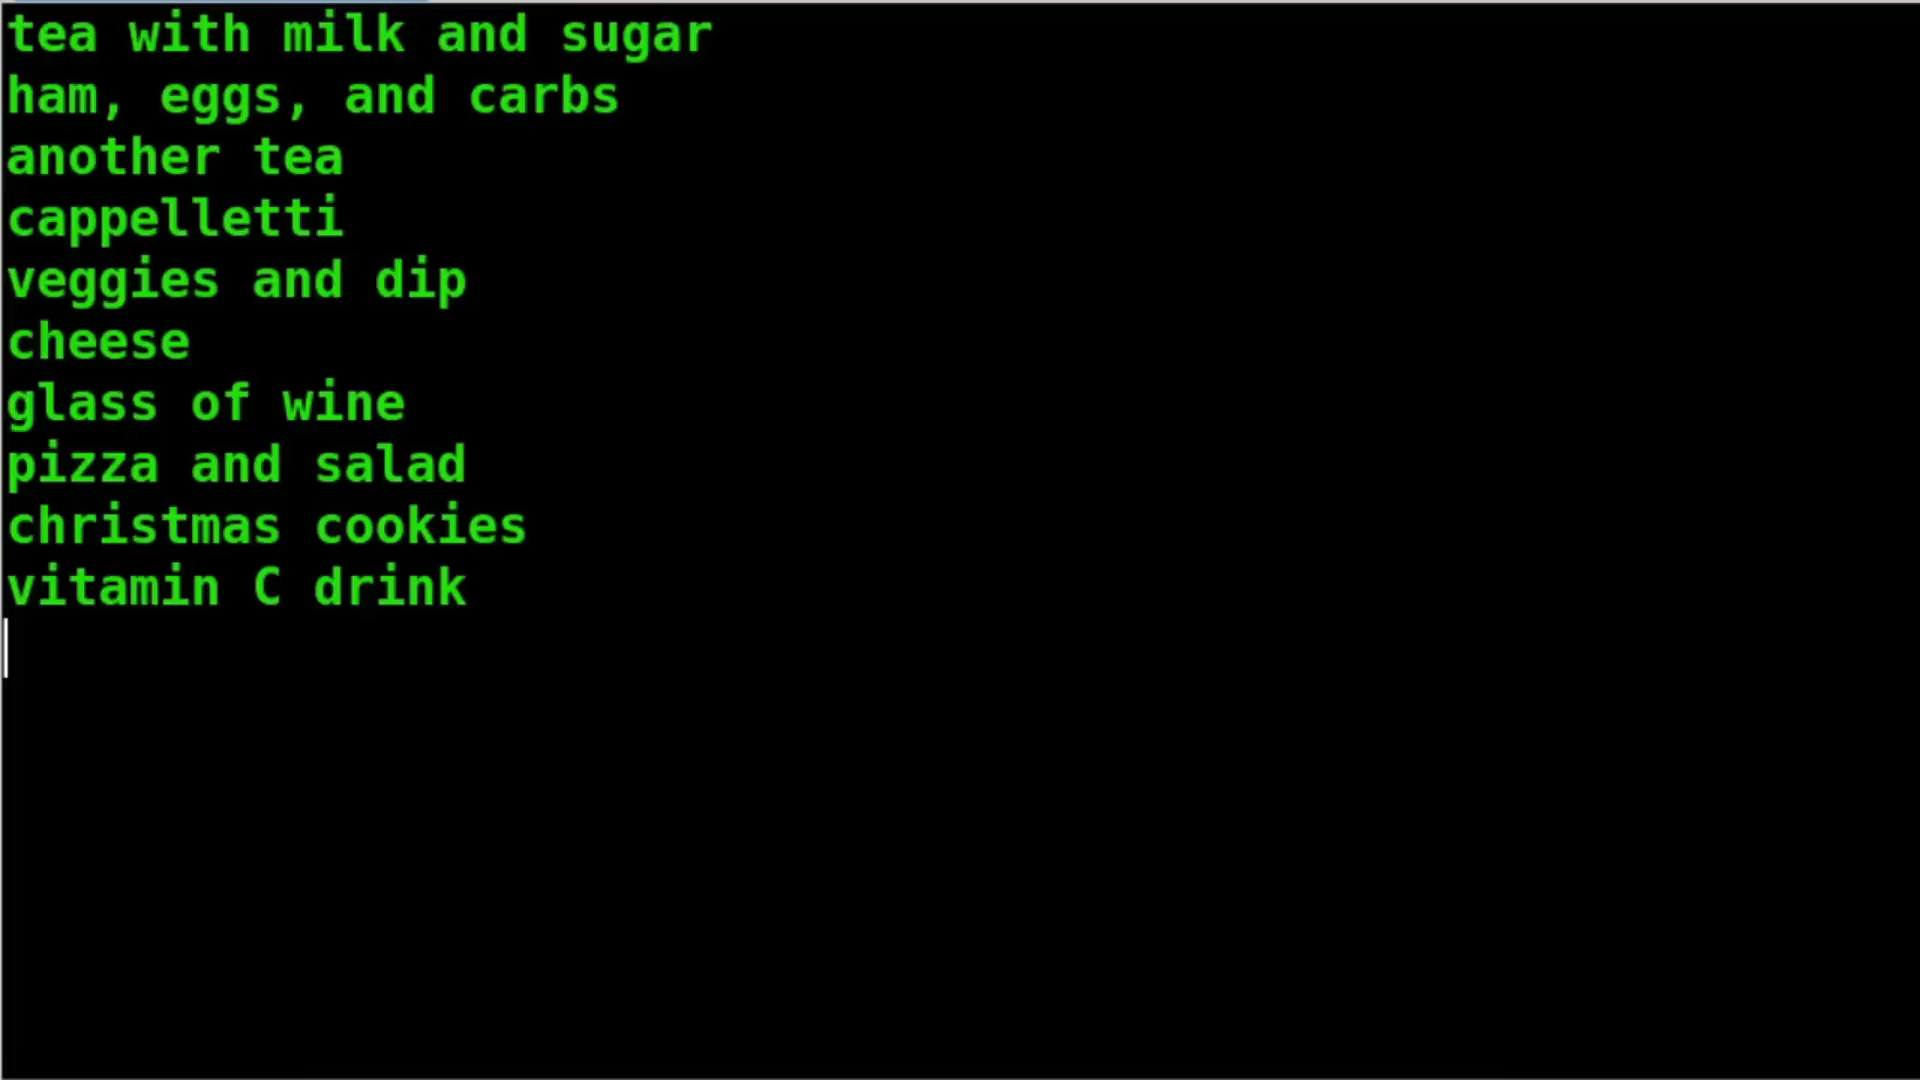 tea with milk and sugar
ham, eggs, and carbs
another tea
cappelletti
veggies and dip
cheese
glass of wine
pizza and salad
christmas cookies
vitamin C drink